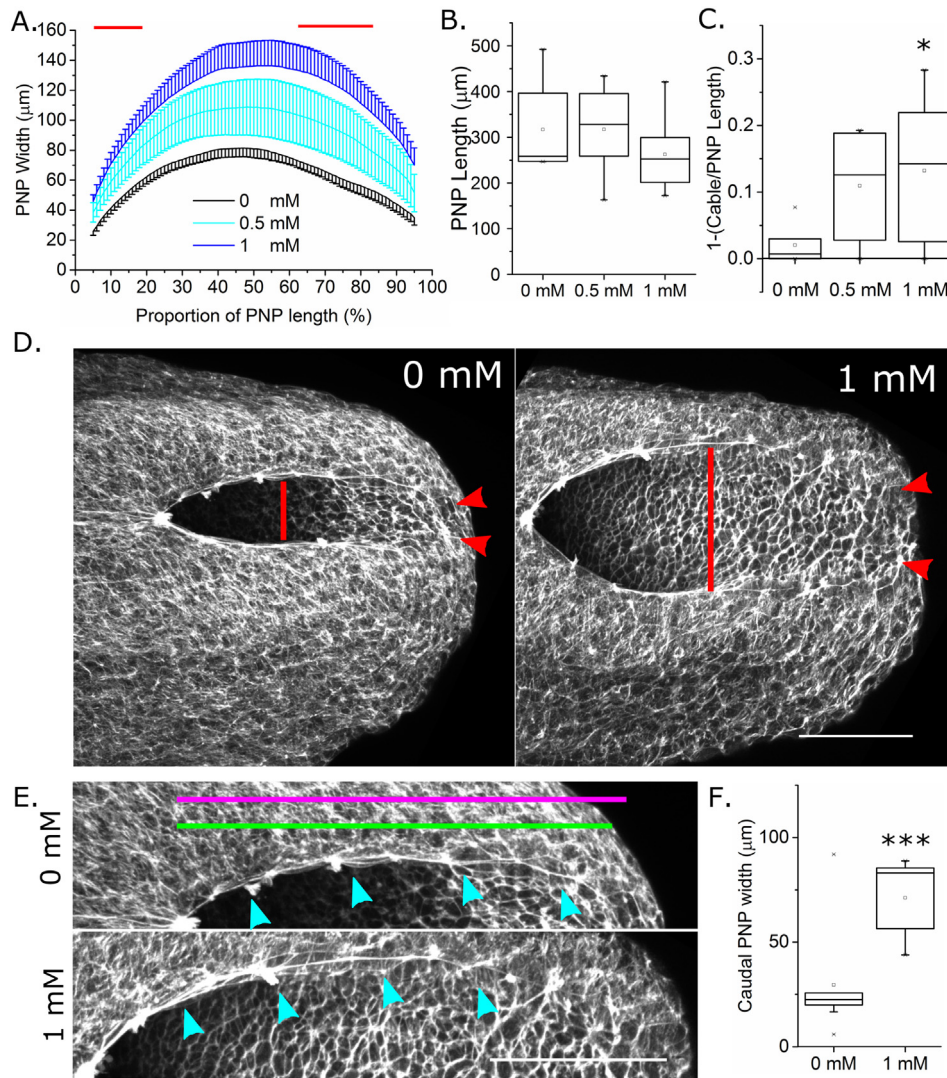 A.
160
140
120
100
80
60
40
20
0
PNP Width (μm)
0 mM
0.5 mM
1 mM
0 10 20 30 40 50 60 70 80 90 100
Proportion of PNP length (%)
B.
500
400
300
200
100
0
PNP Length (μm)
0 mM 0.5 mM 1 mM
C.
0.3
0.2
0.1
0.0
1-(Cable/PNP Length)
*
0 mM 0.5 mM 1 mM
D.
0 mM
1 mM
E.
0 mM
1 mM
F.
100
50
0
Caudal PNP width (μm)
***
0 mM 1 mM